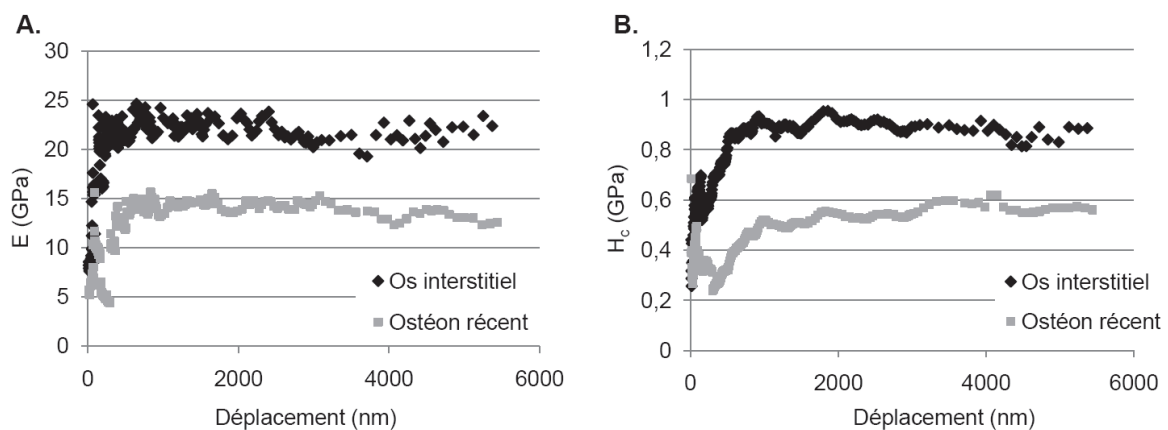 A.
30
25
20
15
10
5
0
E (GPa)
0 2000 4000 6000
Déplacement (nm)
Os interstitiel
Ostéon récent
B.
1,2
1
0,8
0,6
0,4
0,2
0
H_c (GPa)
0 2000 4000 6000
Déplacement (nm)
Os interstitiel
Ostéon récent